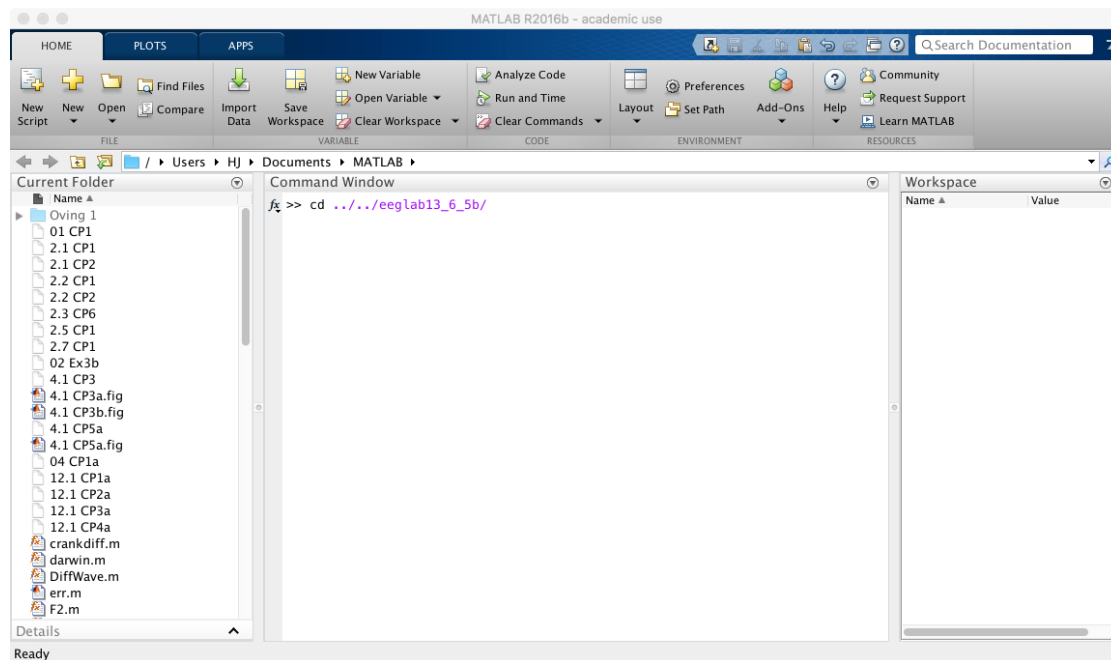 MATLAB R2016b - academic use
HOME PLOTS APPS
Search Documentation
New Script
New
Open
Find Files
Compare
Import Data
Save Workspace
New Variable
Open Variable
Clear Workspace
Analyze Code
Run and Time
Clear Commands
Layout
Preferences
Set Path
Add-Ons
Help
Community
Request Support
Learn MATLAB
FILE VARIABLE CODE ENVIRONMENT RESOURCES
/ Users HJ Documents MATLAB
Current Folder
Name
Oving 1
01 CP1
2.1 CP1
2.1 CP2
2.2 CP1
2.2 CP2
2.3 CP6
2.5 CP1
2.7 CP1
02 Ex3b
4.1 CP3
4.1 CP3a.fig
4.1 CP3b.fig
4.1 CP5a
4.1 CP5a.fig
04 CP1a
12.1 CP1a
12.1 CP2a
12.1 CP3a
12.1 CP4a
crankdiff.m
darwin.m
DiffWave.m
err.m
F2.m
Details
Command Window
fx >> cd ../../eeglab13_6_5b/
Workspace
Name Value
Ready